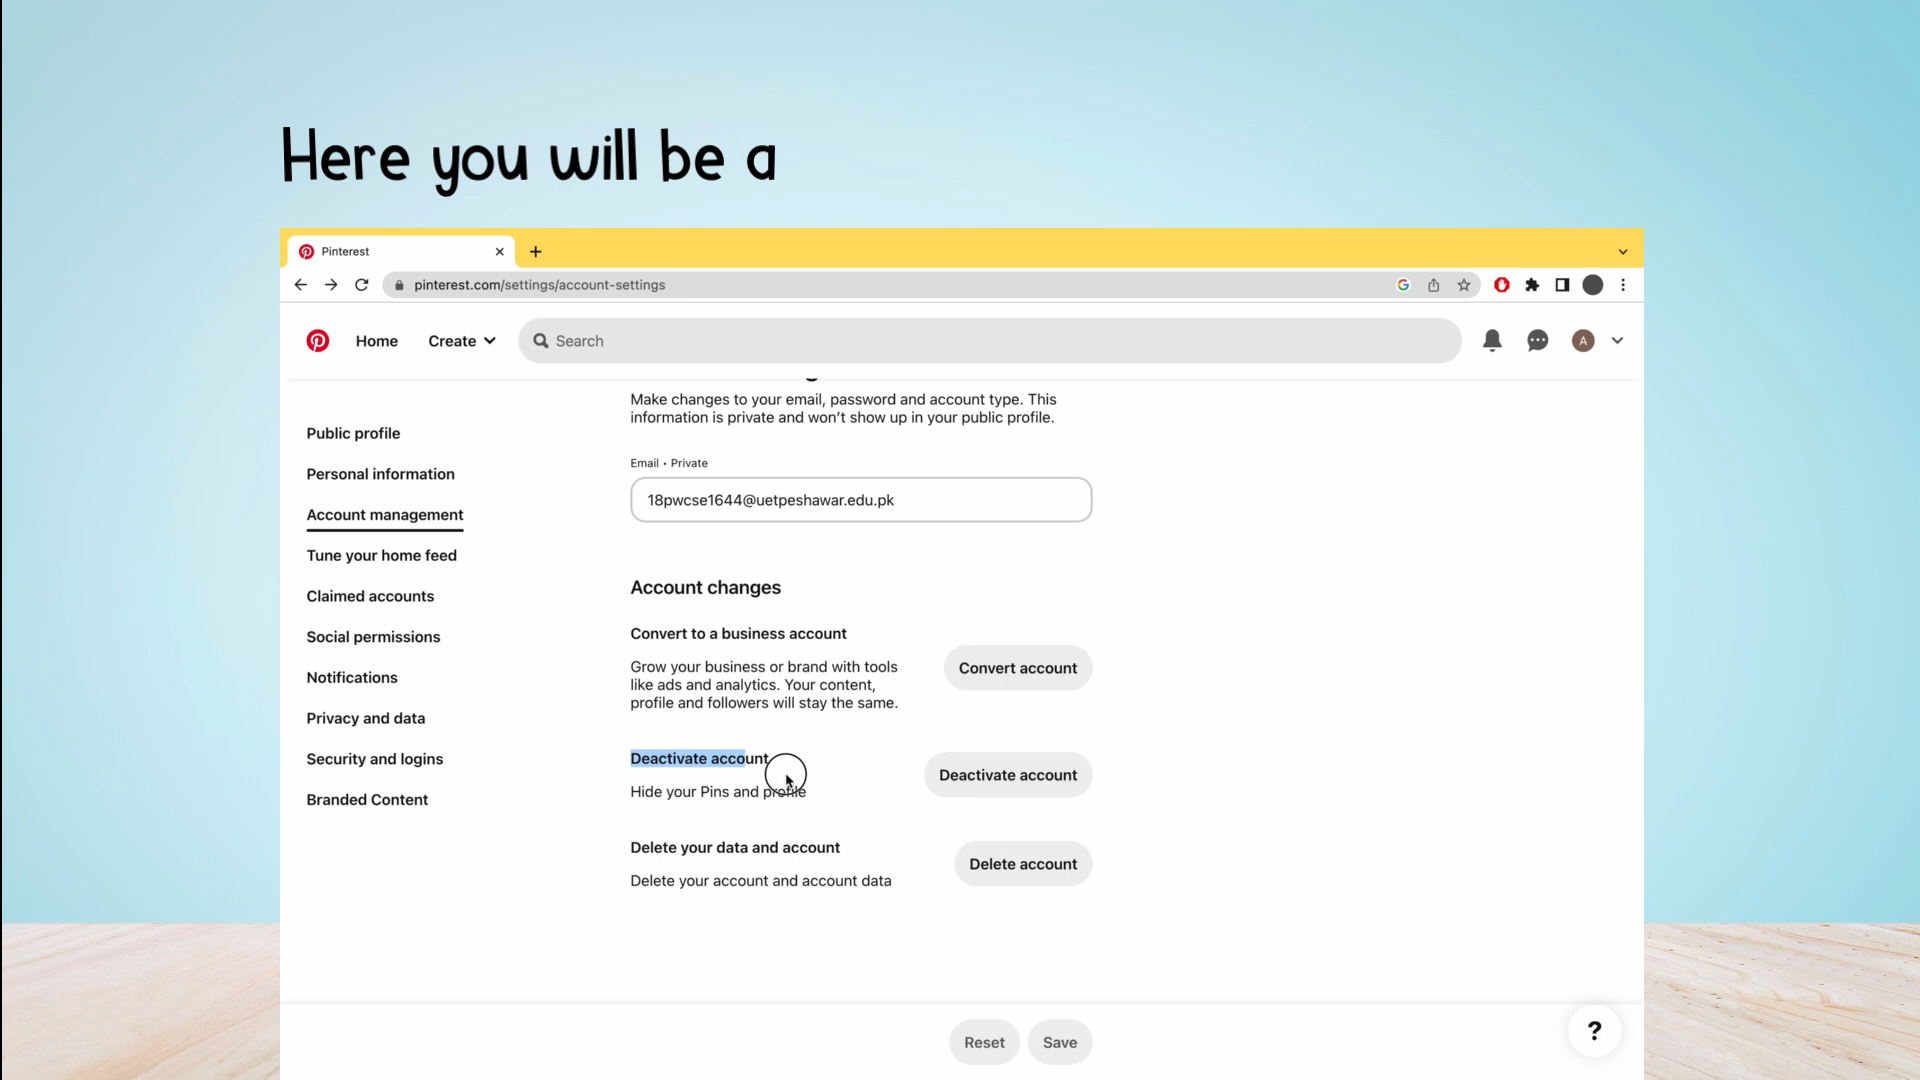 Here you will be a
Pinterest
pinterest.com/settings/account-settings
Home
Create
Search
A
Make changes to your email, password and account type. This
information is private and won't show up in your public profile.
Public profile
Personal information
Account management
Tune your home feed
Claimed accounts
Social permissions
Notifications
Privacy and data
Security and logins
Branded Content
Email • Private
18pwcse1644@uetpeshawar.edu.pk
Account changes
Convert to a business account
Grow your business or brand with tools
like ads and analytics. Your content,
profile and followers will stay the same.
Convert account
Deactivate account
Hide your Pins and profile
Deactivate account
Delete your data and account
Delete your account and account data
Delete account
Reset
Save
?